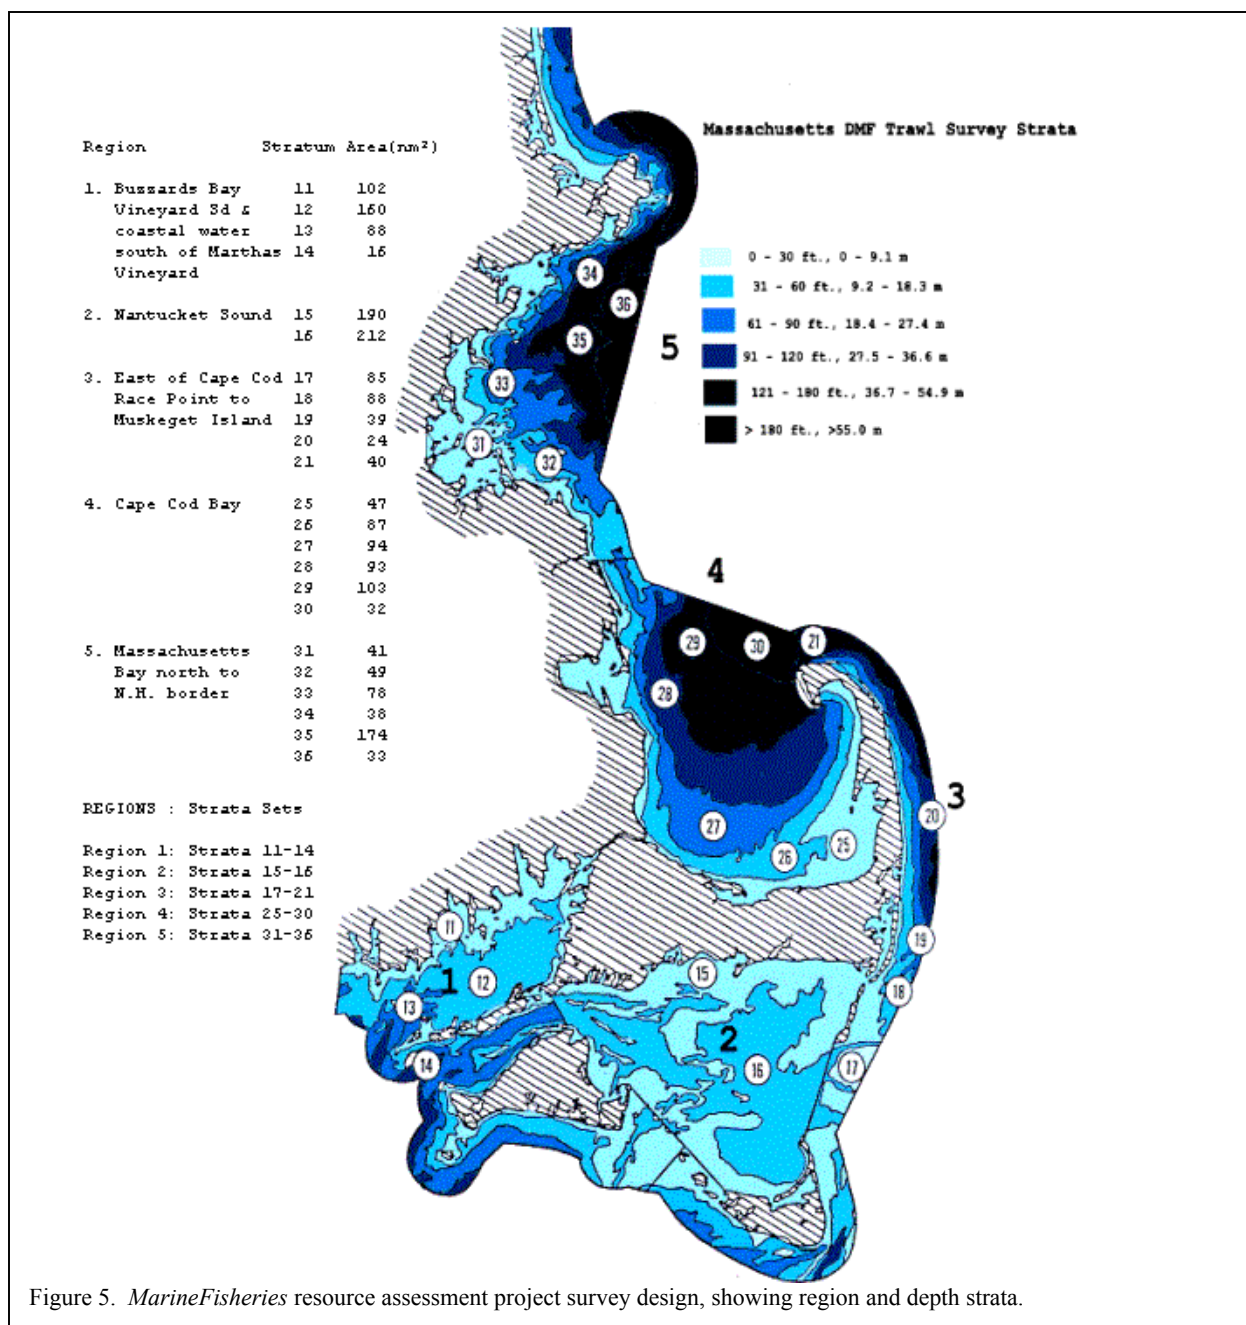 Massachusetts DMF Trawl Survey Strata
Region Stratum Area(nm²)
1. Buzzards Bay 11 102
Vineyard Sd & 12 160
coastal water 13 88
south of Marthas 14 16
Vineyard
2. Nantucket Sound 15 190
16 212
3. East of Cape Cod 17 85
Race Point to 18 88
Muskeget Island 19 39
20 24
21 40
4. Cape Cod Bay 25 47
26 87
27 94
28 93
29 103
30 32
5. Massachusetts 31 41
Bay north to 32 49
N.H. border 33 78
34 38
35 174
36 33
REGIONS : Strata Sets
Region 1: Strata 11-14
Region 2: Strata 15-16
Region 3: Strata 17-21
Region 4: Strata 25-30
Region 5: Strata 31-36
0 - 30 ft., 0 - 9.1 m
31 - 60 ft., 9.2 - 18.3 m
61 - 90 ft., 18.4 - 27.4 m
91 - 120 ft., 27.5 - 36.6 m
121 - 180 ft., 36.7 - 54.9 m
> 180 ft., >55.0 m
34
36
35
5
33
31
32
4
29
30
21
28
3
20
27
26
25
11
19
15
1
12
18
13
2
14
16
17
Figure 5. MarineFisheries resource assessment project survey design, showing region and depth strata.